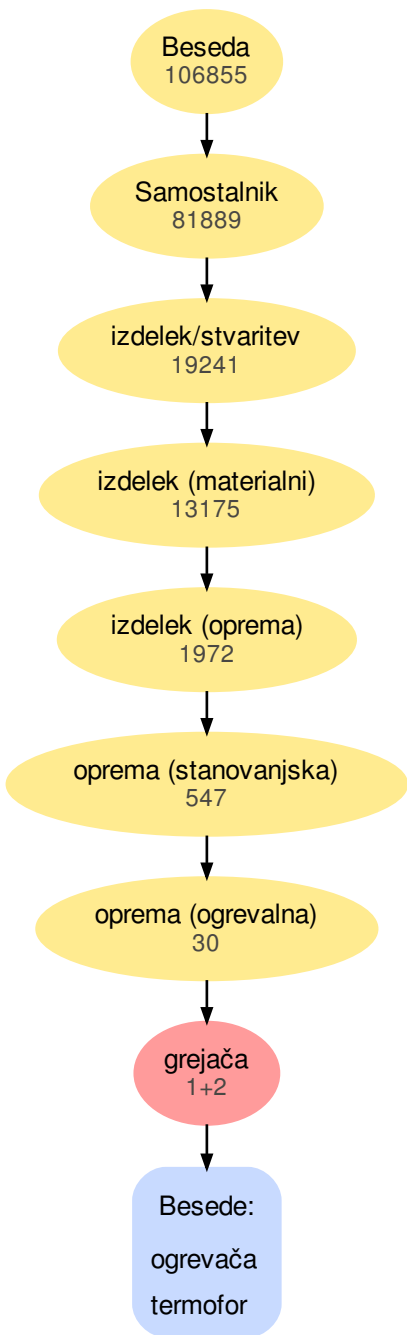 Beseda
106855
Samostalnik
81889
izdelek/stvaritev
19241
izdelek (materialni)
13175
izdelek (oprema)
1972
oprema (stanovanjska)
547
oprema (ogrevalna)
30
grejača
1+2
Besede:
ogrevača
termofor